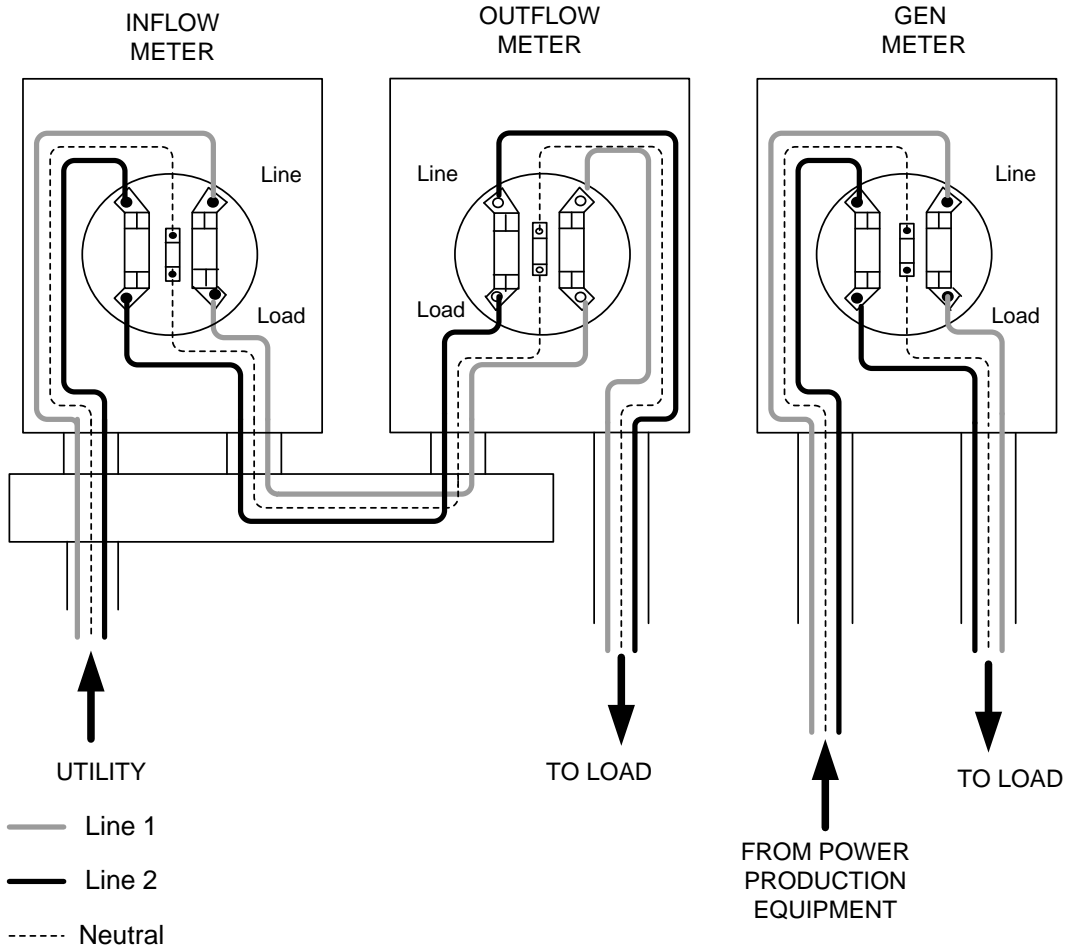 INFLOW
METER
OUTFLOW
METER
GEN
METER
Line
Load
Line
Load
Line
Load
UTILITY
TO LOAD
TO LOAD
FROM POWER
PRODUCTION
EQUIPMENT
Line 1
Line 2
Neutral